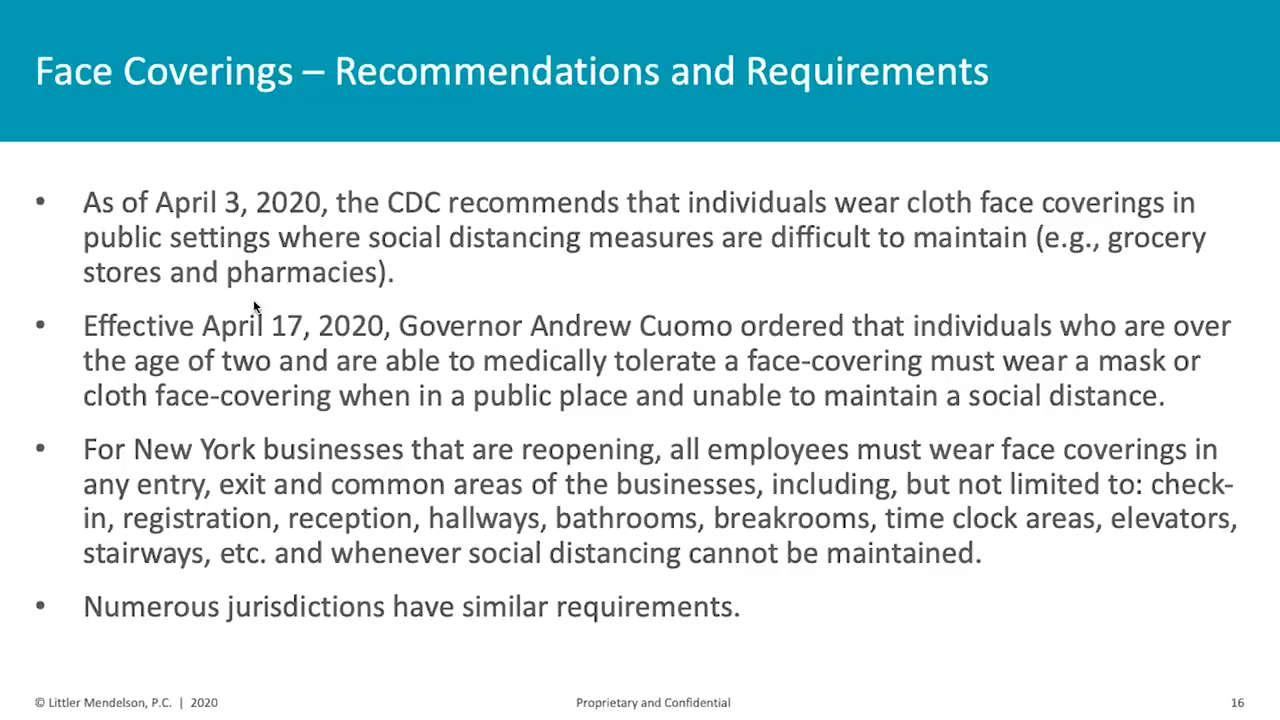 Face Coverings – Recommendations and Requirements
• As of April 3, 2020, the CDC recommends that individuals wear cloth face coverings in
public settings where social distancing measures are difficult to maintain (e.g., grocery
stores and pharmacies).
• Effective April 17, 2020, Governor Andrew Cuomo ordered that individuals who are over
the age of two and are able to medically tolerate a face-covering must wear a mask or
cloth face-covering when in a public place and unable to maintain a social distance.
• For New York businesses that are reopening, all employees must wear face coverings in
any entry, exit and common areas of the businesses, including, but not limited to: check-
in, registration, reception, hallways, bathrooms, breakrooms, time clock areas, elevators,
stairways, etc. and whenever social distancing cannot be maintained.
• Numerous jurisdictions have similar requirements.
© Littler Mendelson, P.C. | 2020
Proprietary and Confidential
16